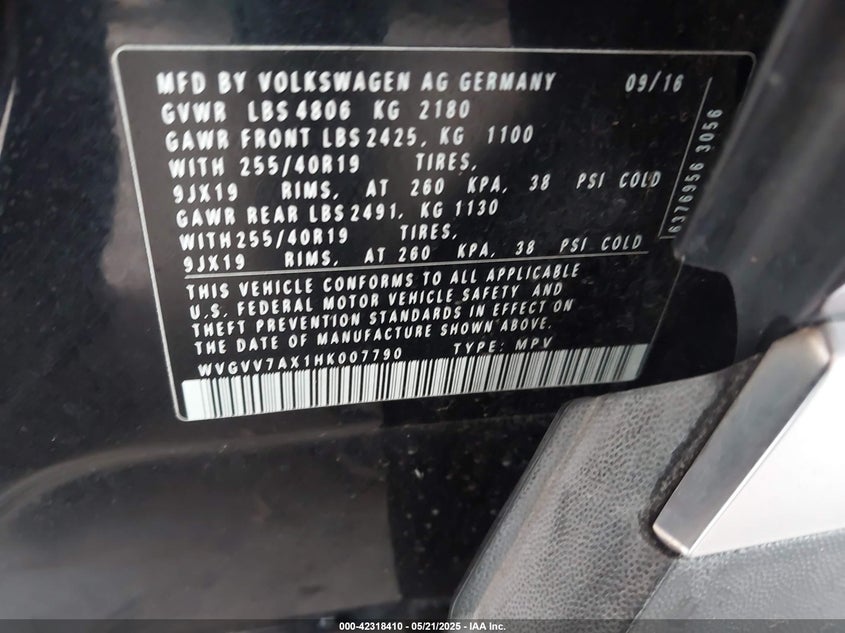 MFD BY VOLKSWAGEN AG GERMANY 09/16
GVWR LBS 4806 KG 2180
GAWR FRONT LBS 2425, KG 1100
WITH 255/40R19 TIRES,
9JX19 RIMS, AT 260 KPA, 38 PSI COLD
GAWR REAR LBS 2491, KG 1130
WITH 255/40R19 TIRES,
9JX19 RIMS, AT 260 KPA, 38 PSI COLD
6376956 3056
THIS VEHICLE CONFORMS TO ALL APPLICABLE
U.S. FEDERAL MOTOR VEHICLE SAFETY AND
THEFT PREVENTION STANDARDS IN EFFECT ON
THE DATE OF MANUFACTURE SHOWN ABOVE.
WVGVV7AX1HK007790 TYPE: MPV
000-42318410 - 05/21/2025 - IAA Inc.